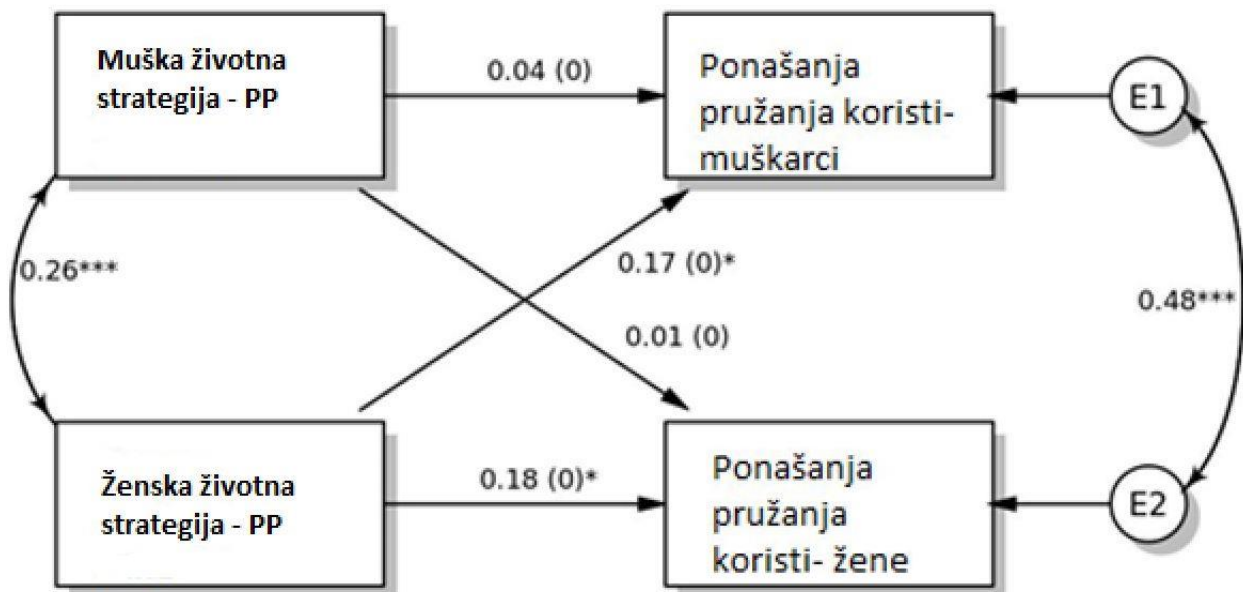 Muška životna
strategija - PP
0.04 (0)
Ponašanja
pružanja koristi-
muškarci
E1
0.26***
0.17 (0)*
0.01 (0)
0.48***
Ženska životna
strategija - PP
0.18 (0)*
Ponašanja
pružanja
koristi- žene
E2